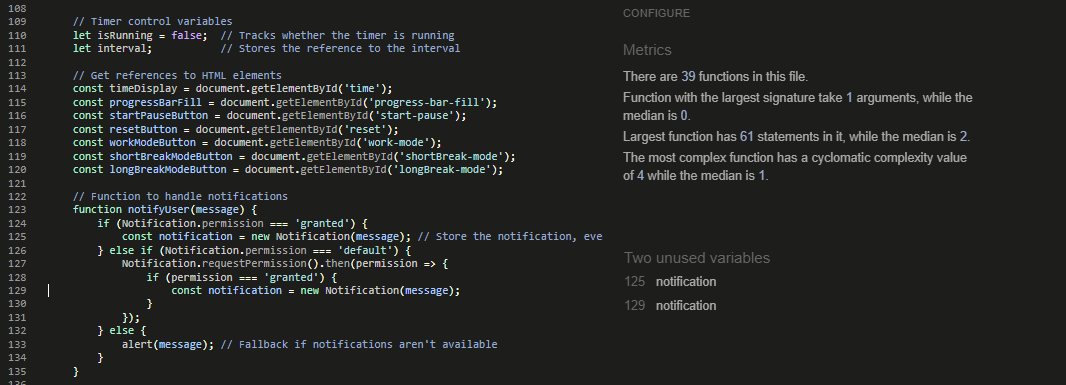 108
109 // Timer control variables
110 let isRunning = false; // Tracks whether the timer is running
111 let interval; // Stores the reference to the interval
112
113 // Get references to HTML elements
114 const timeDisplay = document.getElementById('time');
115 const progressBarFill = document.getElementById('progress-bar-fill');
116 const startPauseButton = document.getElementById('start-pause');
117 const resetButton = document.getElementById('reset');
118 const workModeButton = document.getElementById('work-mode');
119 const shortBreakModeButton = document.getElementById('shortBreak-mode');
120 const longBreakModeButton = document.getElementById('longBreak-mode');
121
122 // Function to handle notifications
123 function notifyUser(message) {
124 if (Notification.permission === 'granted') {
125 const notification = new Notification(message); // Store the notification, eve
126 } else if (Notification.permission === 'default') {
127 Notification.requestPermission().then(permission => {
128 if (permission === 'granted') {
129 const notification = new Notification(message);
130 }
131 });
132 } else {
133 alert(message); // Fallback if notifications aren't available
134 }
135 }
136
CONFIGURE
Metrics
There are 39 functions in this file.
Function with the largest signature take 1 arguments, while the
median is 0.
Largest function has 61 statements in it, while the median is 2.
The most complex function has a cyclomatic complexity value
of 4 while the median is 1.
Two unused variables
125 notification
129 notification